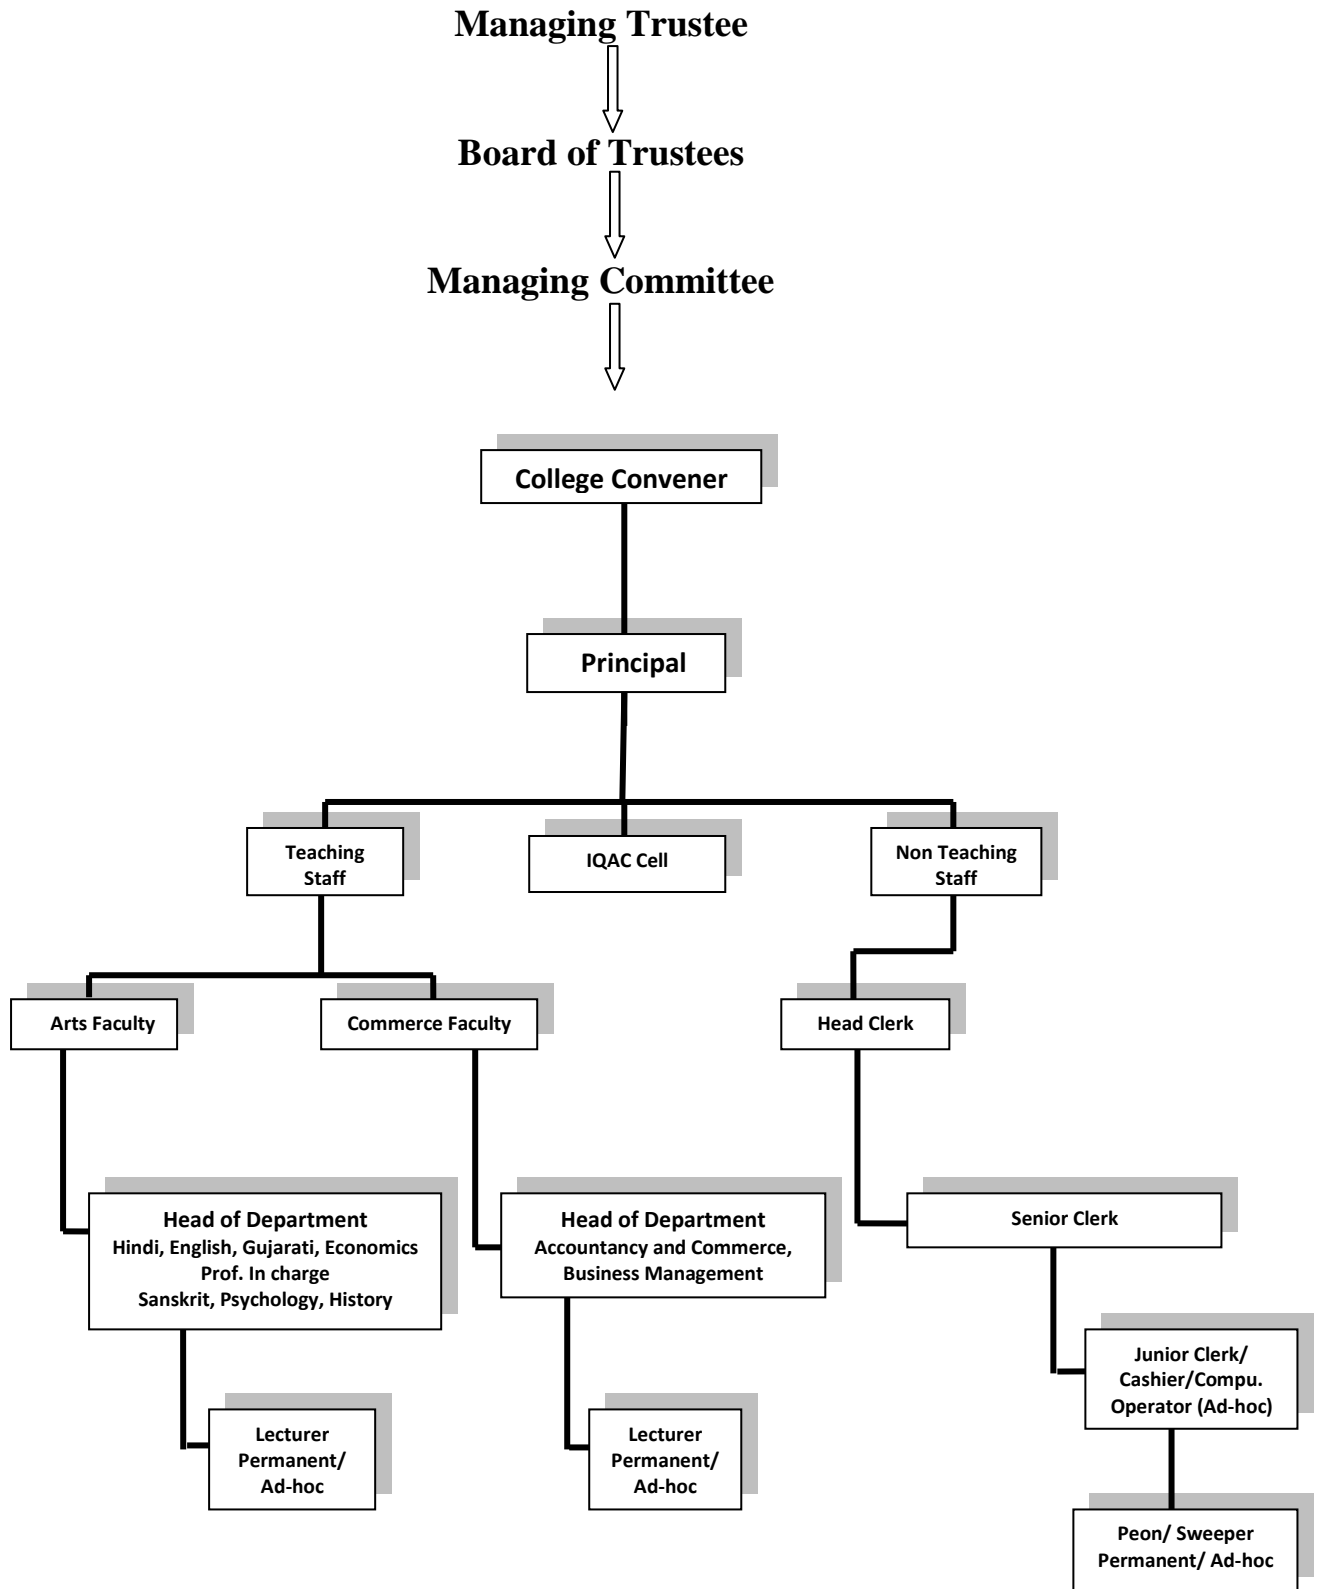 Managing Trustee
Board of Trustees
Managing Committee
College Convener
Principal
Teaching
Staff
IQAC Cell
Non Teaching
Staff
Arts Faculty
Commerce Faculty
Head Clerk
Head of Department
Hindi, English, Gujarati, Economics
Prof. In charge
Sanskrit, Psychology, History
Head of Department
Accountancy and Commerce,
Business Management
Senior Clerk
Junior Clerk/
Cashier/Compu.
Operator (Ad-hoc)
Lecturer
Permanent/
Ad-hoc
Lecturer
Permanent/
Ad-hoc
Peon/ Sweeper
Permanent/ Ad-hoc